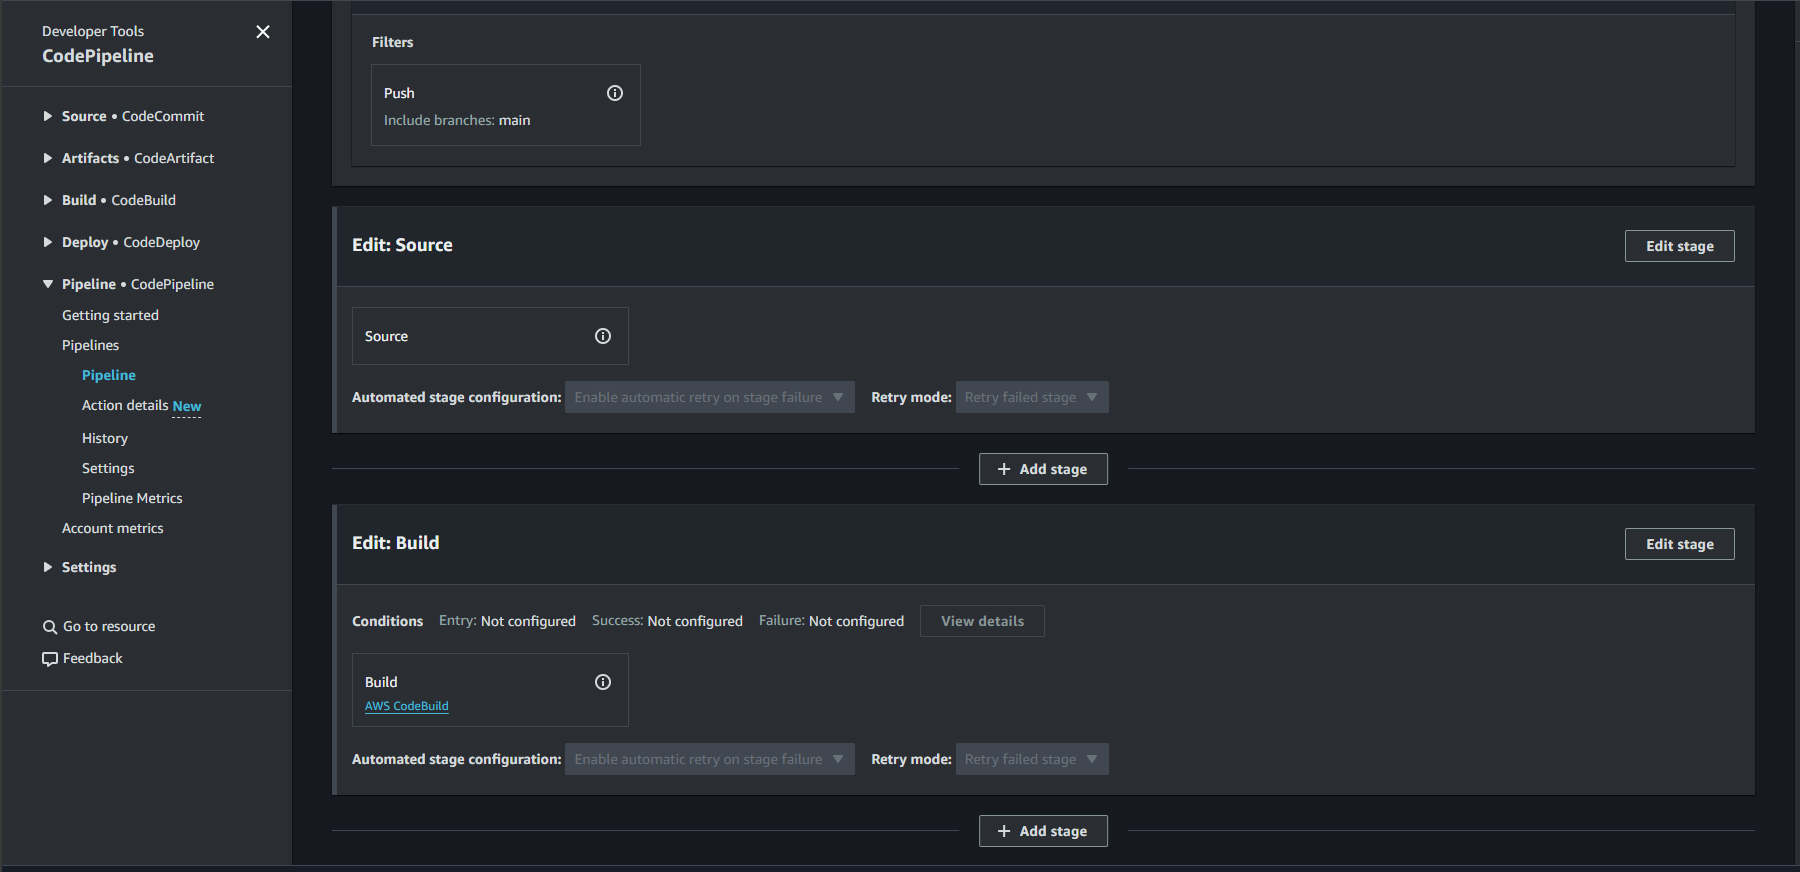 Developer Tools
CodePipeline
Source • CodeCommit
Artifacts • CodeArtifact
Build • CodeBuild
Deploy • CodeDeploy
Pipeline • CodePipeline
Getting started
Pipelines
Pipeline
Action details New
History
Settings
Pipeline Metrics
Account metrics
Settings
Go to resource
Feedback
Filters
Push
Include branches: main
Edit: Source
Edit stage
Source
Automated stage configuration: Enable automatic retry on stage failure Retry mode: Retry failed stage
+ Add stage
Edit: Build
Edit stage
Conditions Entry: Not configured Success: Not configured Failure: Not configured View details
Build
AWS CodeBuild
Automated stage configuration: Enable automatic retry on stage failure Retry mode: Retry failed stage
+ Add stage